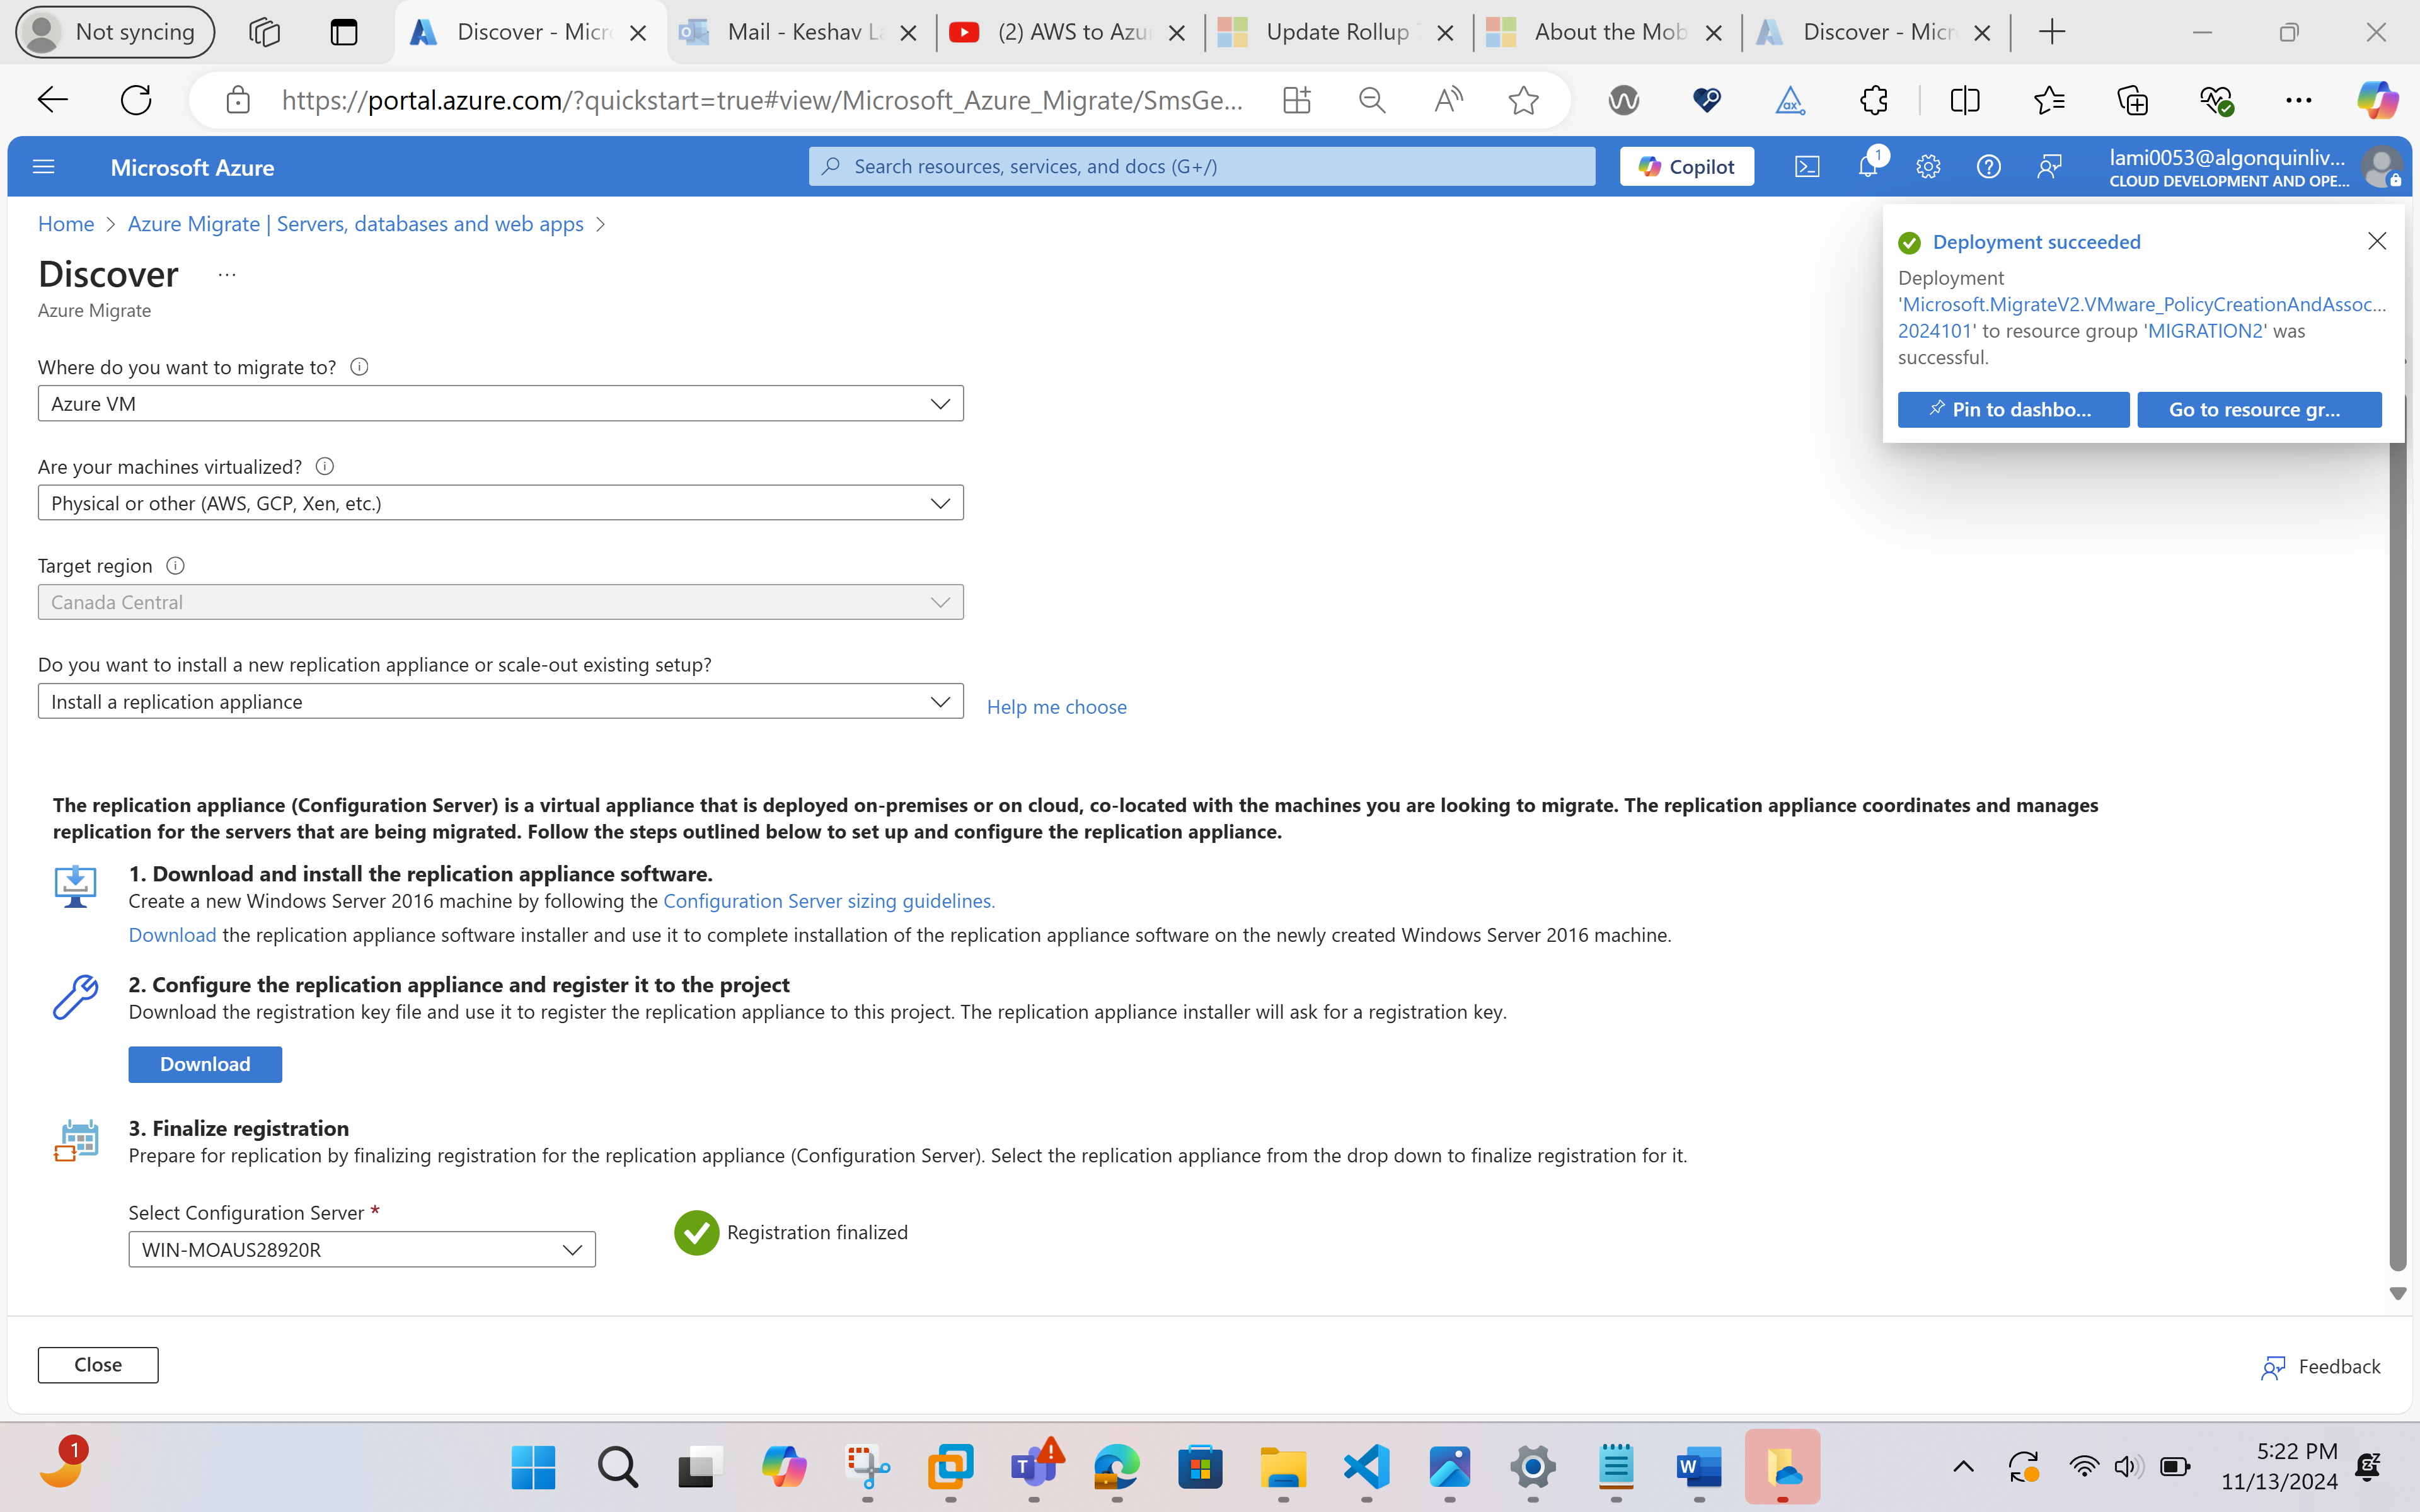 Not syncing
Discover - Micr
Mail - Keshav La
(2) AWS to Azu
Update Rollup
About the Mob
Discover - Micr
https://portal.azure.com/?quickstart=true#view/Microsoft_Azure_Migrate/SmsGe...
Microsoft Azure
Search resources, services, and docs (G+/)
Copilot
1
lami0053@algonquinliv...
CLOUD DEVELOPMENT AND OPE...
Home > Azure Migrate | Servers, databases and web apps >
Discover ...
Azure Migrate
Deployment succeeded
Deployment
'Microsoft.MigrateV2.VMware_PolicyCreationAndAssoc...
2024101' to resource group 'MIGRATION2' was
successful.
Pin to dashbo...
Go to resource gr...
Where do you want to migrate to?
Azure VM
Are your machines virtualized?
Physical or other (AWS, GCP, Xen, etc.)
Target region
Canada Central
Do you want to install a new replication appliance or scale-out existing setup?
Install a replication appliance
Help me choose
The replication appliance (Configuration Server) is a virtual appliance that is deployed on-premises or on cloud, co-located with the machines you are looking to migrate. The replication appliance coordinates and manages
replication for the servers that are being migrated. Follow the steps outlined below to set up and configure the replication appliance.
1. Download and install the replication appliance software.
Create a new Windows Server 2016 machine by following the Configuration Server sizing guidelines.
Download the replication appliance software installer and use it to complete installation of the replication appliance software on the newly created Windows Server 2016 machine.
2. Configure the replication appliance and register it to the project
Download the registration key file and use it to register the replication appliance to this project. The replication appliance installer will ask for a registration key.
Download
3. Finalize registration
Prepare for replication by finalizing registration for the replication appliance (Configuration Server). Select the replication appliance from the drop down to finalize registration for it.
Select Configuration Server *
WIN-MOAUS28920R
Registration finalized
Close
Feedback
1
5:22 PM
11/13/2024